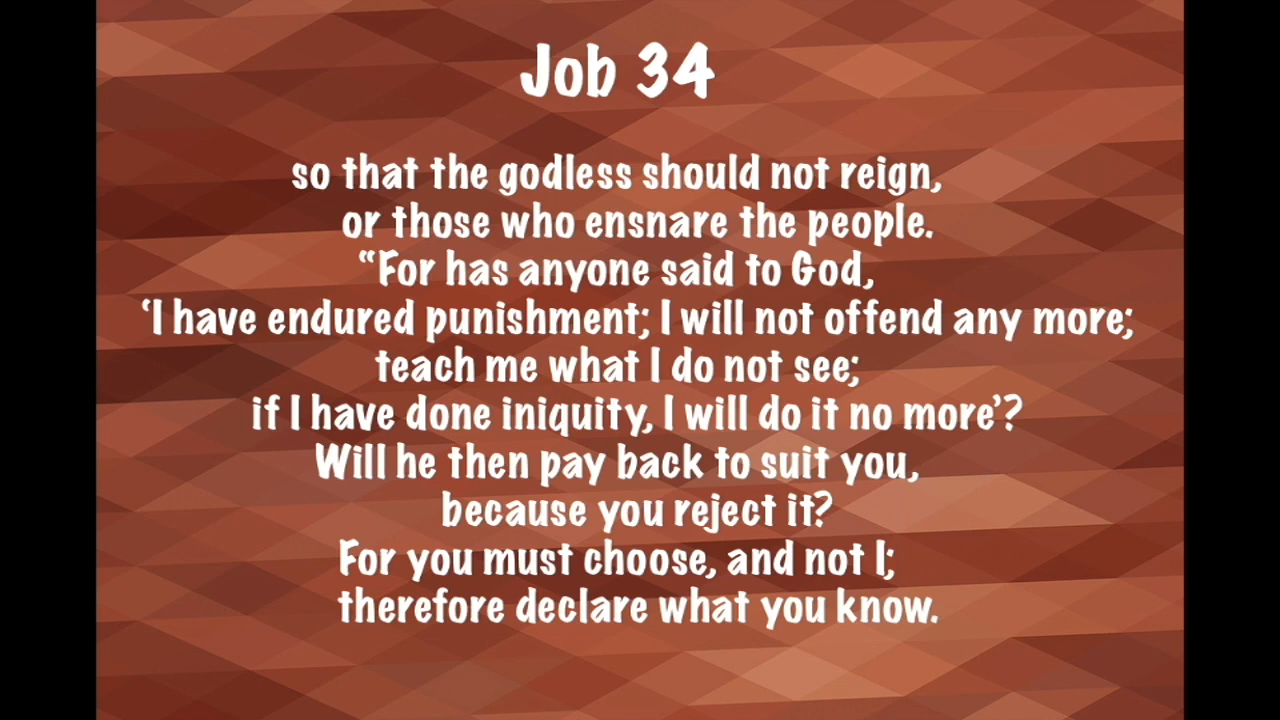 Job 34
so that the godless should not reign,
or those who ensnare the people.
“For has anyone said to God,
‘I have endured punishment; I will not offend any more;
teach me what I do not see;
if I have done iniquity, I will do it no more’?
Will he then pay back to suit you,
because you reject it?
For you must choose, and not I;
therefore declare what you know.